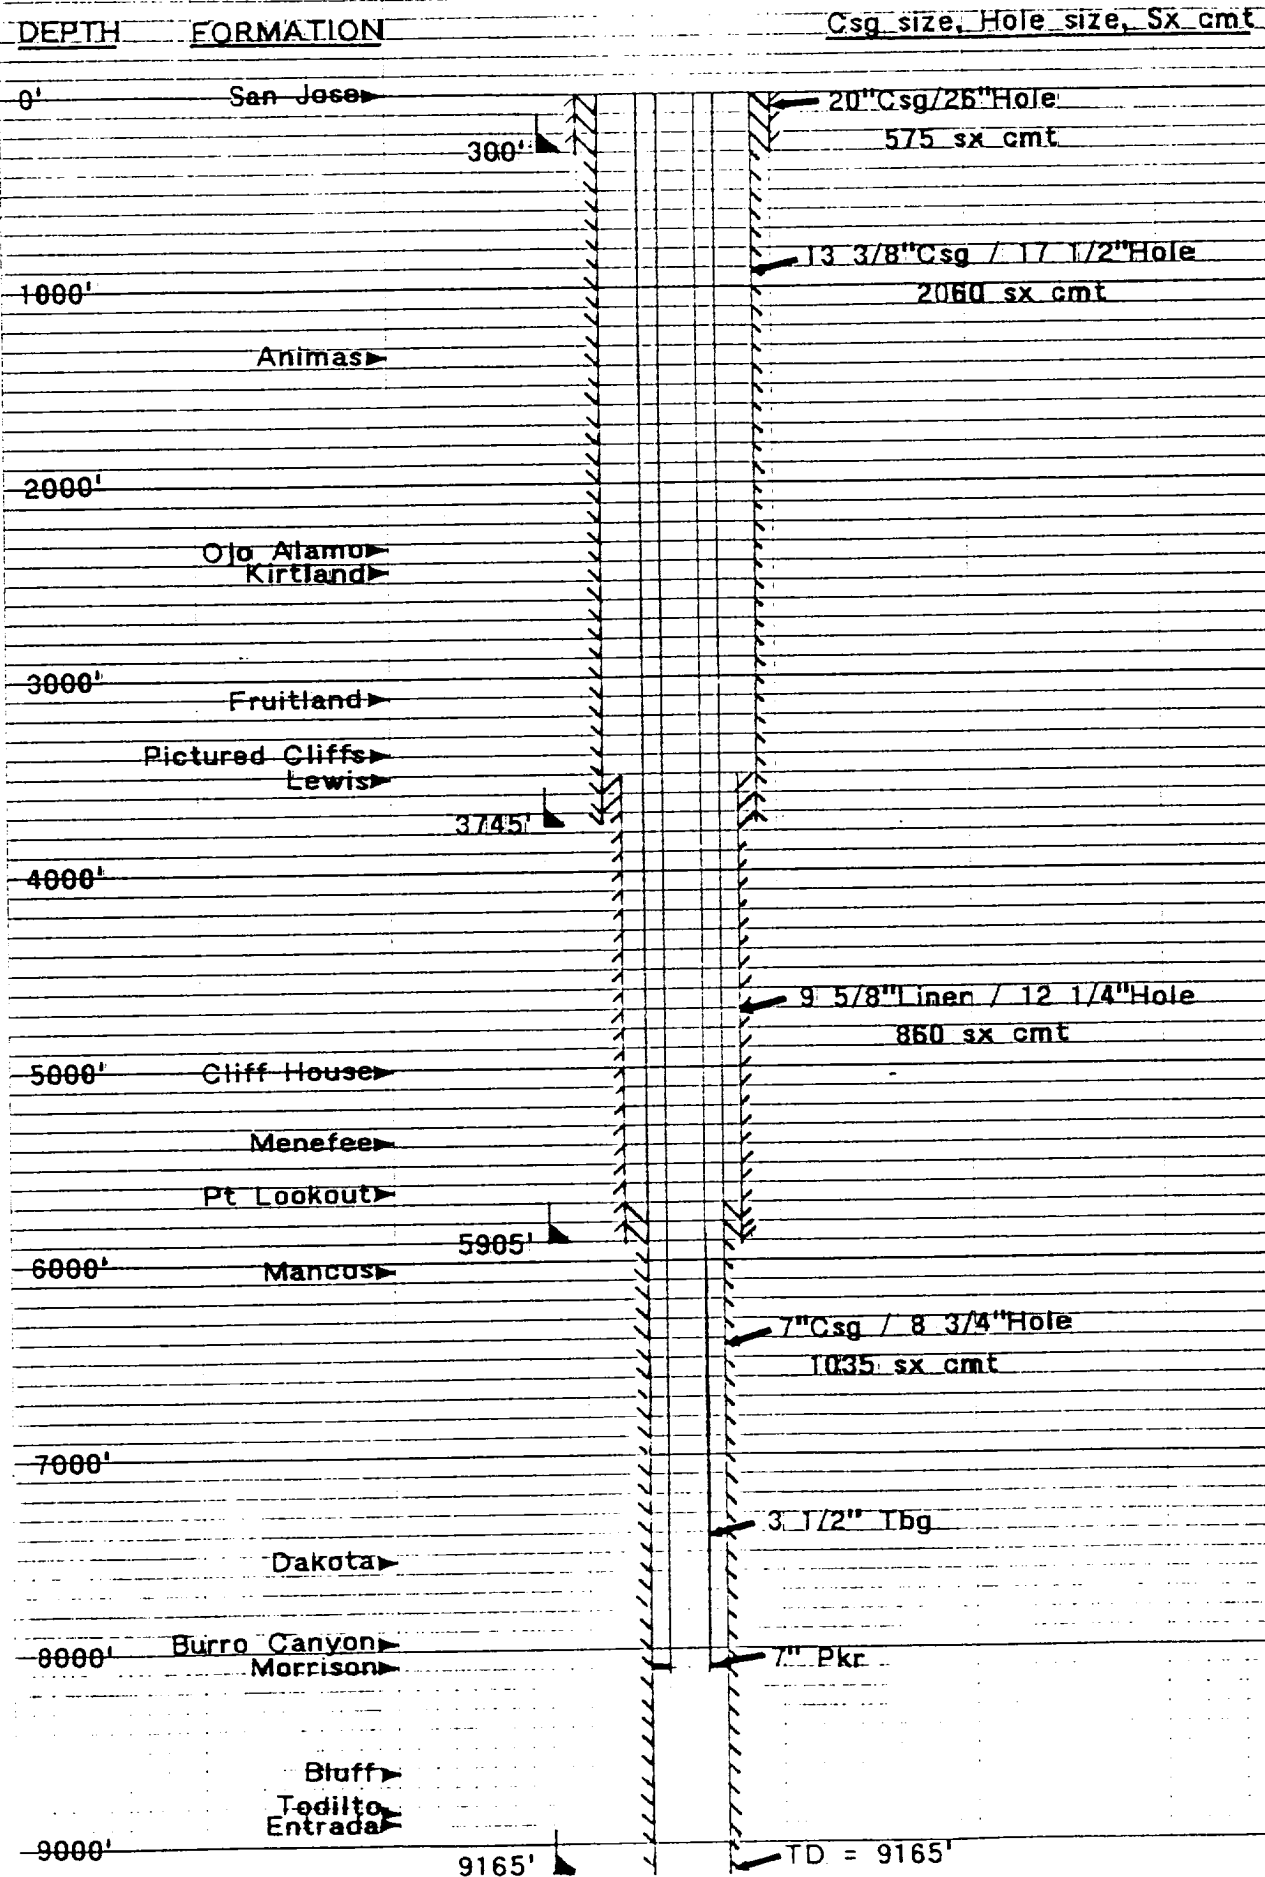 DEPTH FORMATION Csg size, Hole size, Sx cmt
0' San Jose 20"Csg/26"Hole
300' 575 sx cmt
13 3/8"Csg / 17 1/2"Hole
1000' 2060 sx cmt
Animas
2000'
Ojo Alamo
Kirtland
3000'
Fruitland
Pictured Cliffs
Lewis
3745'
4000'
9 5/8"Liner / 12 1/4"Hole
860 sx cmt
5000' Cliff House
Menefee
Pt Lookout
5905'
6000' Mancos
7"Csg / 8 3/4"Hole
1035 sx cmt
7000'
3 1/2" Tbg
Dakota
Burro Canyon
8000' 7" Pkr
Morrison
Bluff
Todilto
Entrada
9000'
9165' TD = 9165'